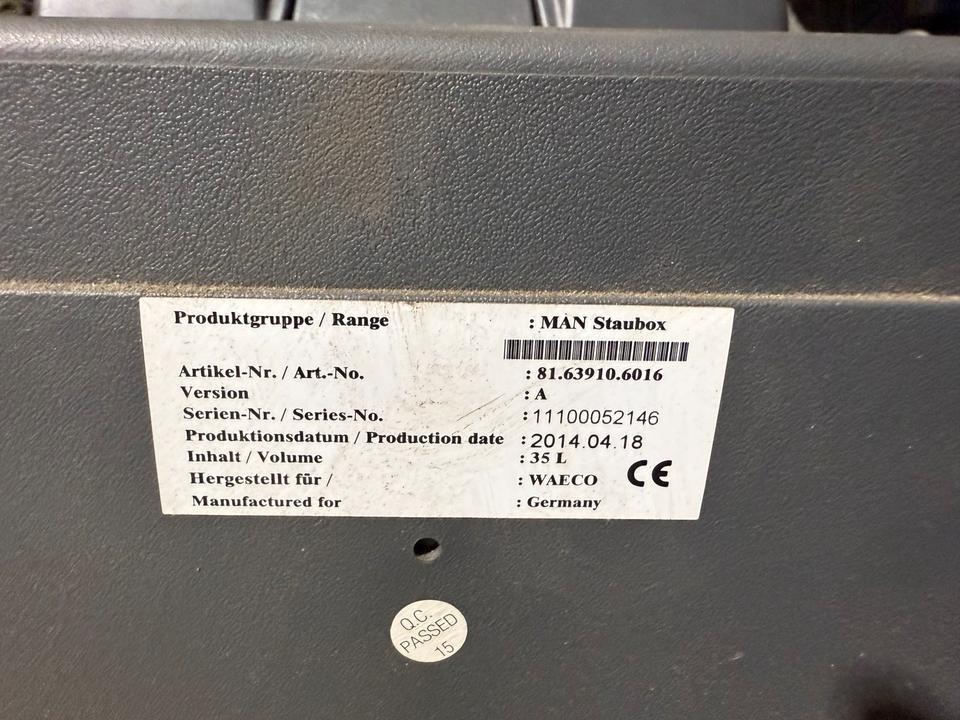 Produktgruppe / Range : MAN Staubox
Artikel-Nr. / Art.-No. : 81.63910.6016
Version : A
Serien-Nr. / Series-No. : 11100052146
Produktionsdatum / Production date : 2014.04.18
Inhalt / Volume : 35 L
Hergestellt für / : WAECO CE
Manufactured for : Germany
Q.C.
PASSED
15